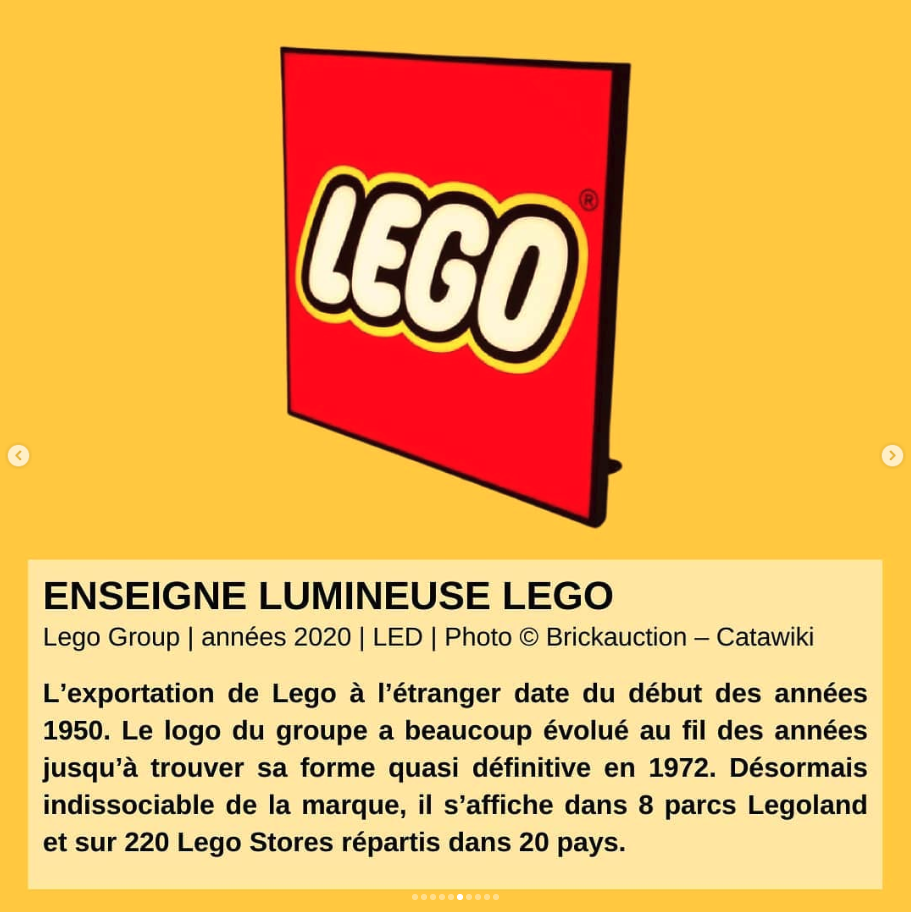 LEGO®
ENSEIGNE LUMINEUSE LEGO
Lego Group | années 2020 | LED | Photo © Brickauction – Catawiki
L’exportation de Lego à l’étranger date du début des années
1950. Le logo du groupe a beaucoup évolué au fil des années
jusqu’à trouver sa forme quasi définitive en 1972. Désormais
indissociable de la marque, il s’affiche dans 8 parcs Legoland
et sur 220 Lego Stores répartis dans 20 pays.